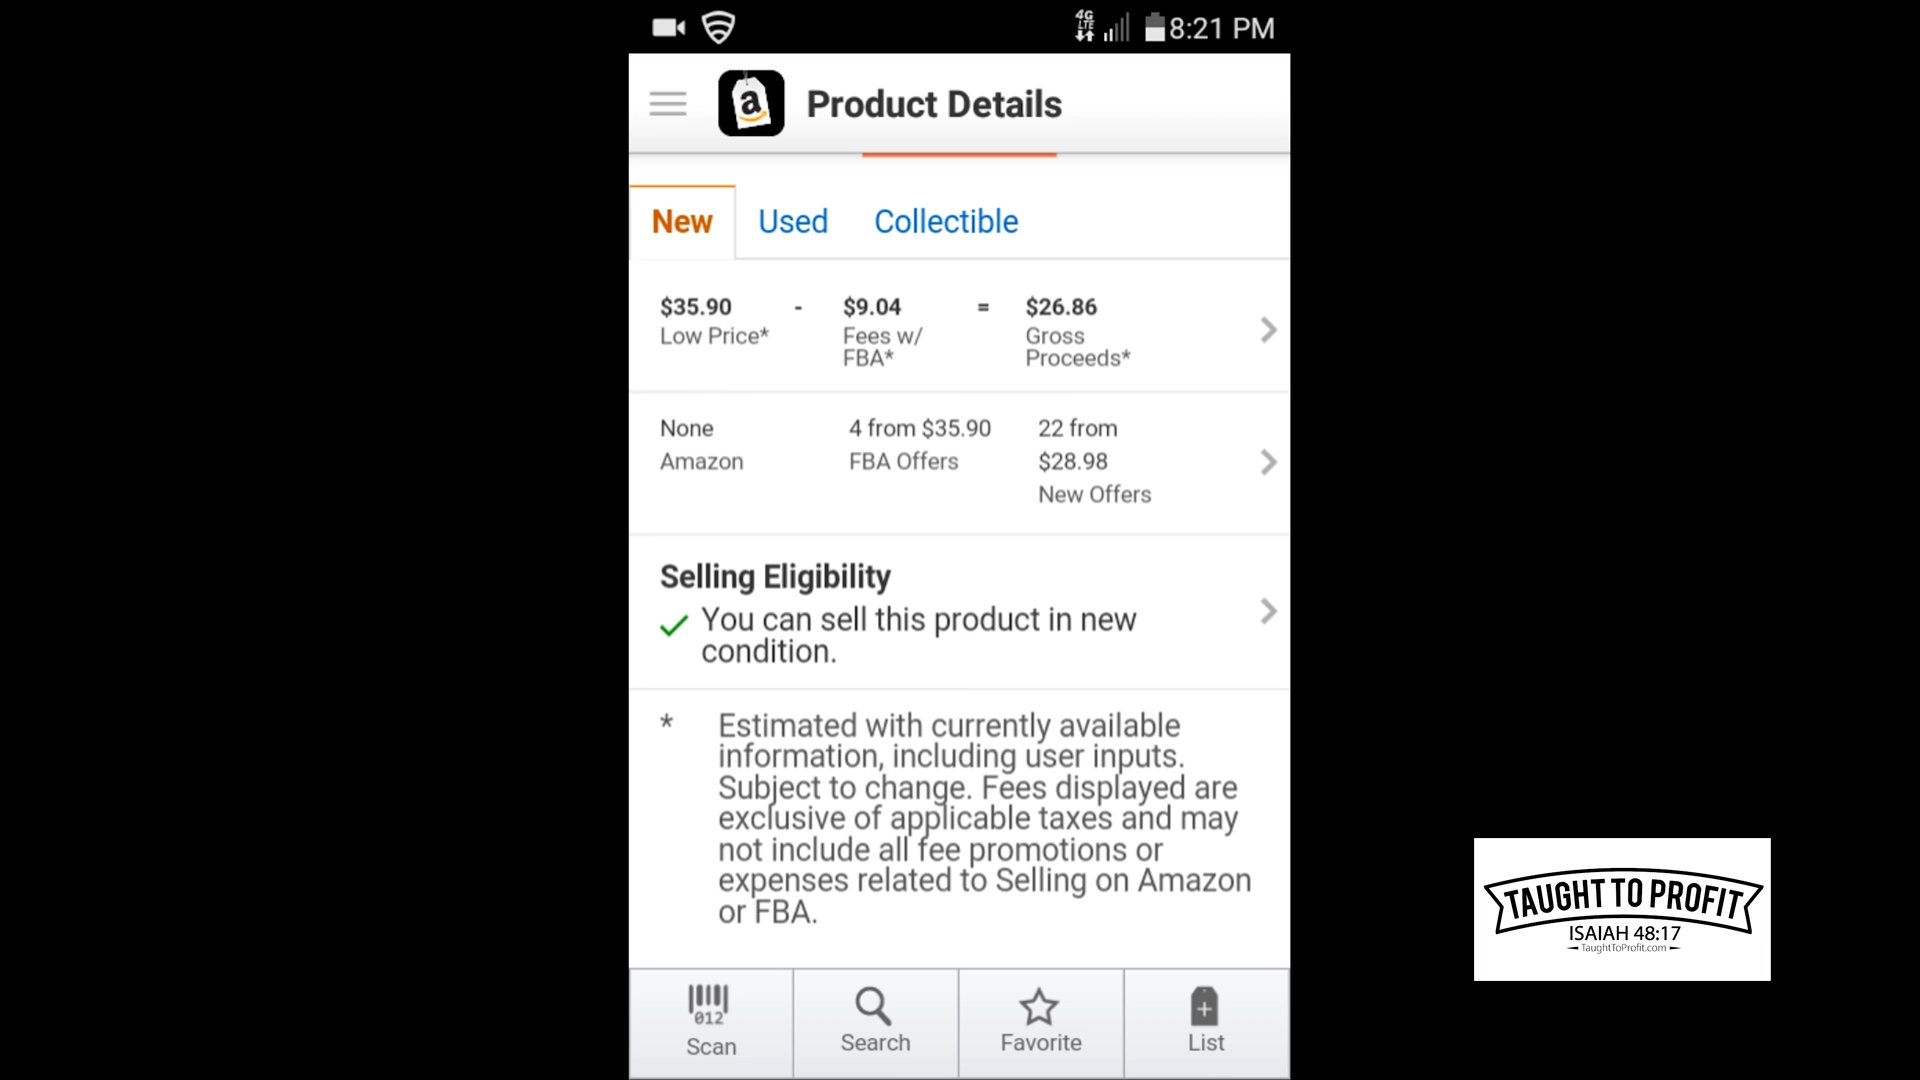 4G LTE 8:21 PM
a Product Details
New Used Collectible
$35.90 - $9.04 = $26.86
Low Price* Fees w/ FBA* Gross Proceeds*
None 4 from $35.90 22 from
Amazon FBA Offers $28.98
New Offers
Selling Eligibility
You can sell this product in new
condition.
* Estimated with currently available
information, including user inputs.
Subject to change. Fees displayed are
exclusive of applicable taxes and may
not include all fee promotions or
expenses related to Selling on Amazon
or FBA.
012
Scan Search Favorite List
TAUGHT TO PROFIT
ISAIAH 48:17
TaughtToProfit.com